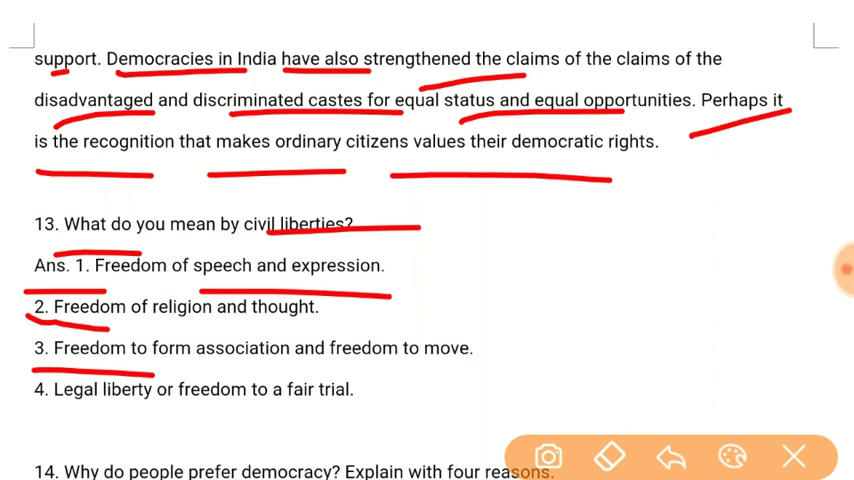 support. Democracies in India have also strengthened the claims of the claims of the
disadvantaged and discriminated castes for equal status and equal opportunities. Perhaps it
is the recognition that makes ordinary citizens values their democratic rights.
13. What do you mean by civil liberties?
Ans. 1. Freedom of speech and expression.
2. Freedom of religion and thought.
3. Freedom to form association and freedom to move.
4. Legal liberty or freedom to a fair trial.
14. Why do people prefer democracy? Explain with four reasons.